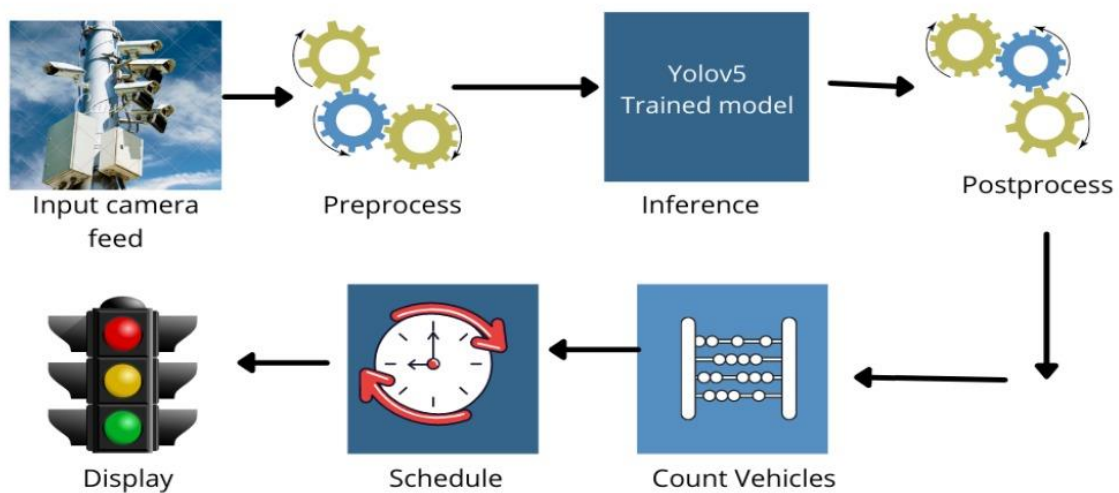 Yolov5
Trained model
Input camera
feed
Preprocess
Inference
Postprocess
Display
Schedule
Count Vehicles